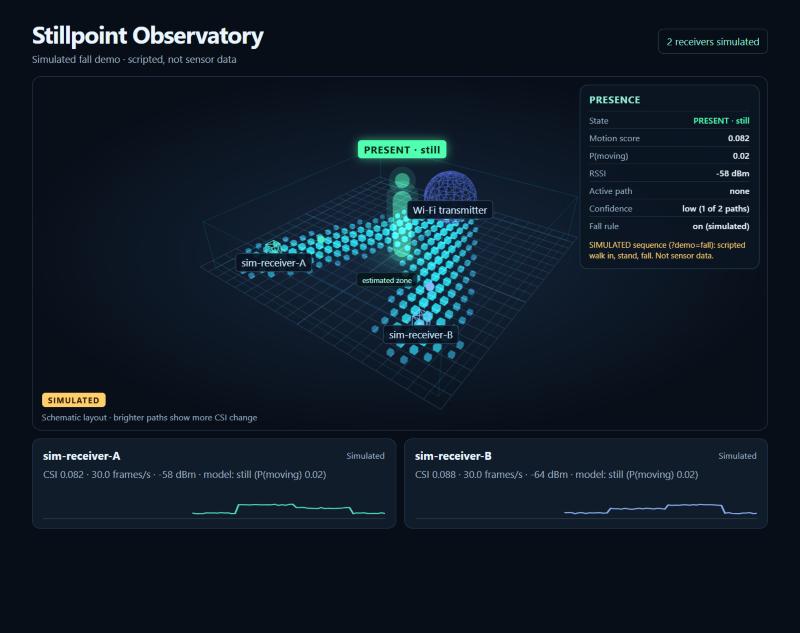 Stillpoint Observatory
Simulated fall demo · scripted, not sensor data
2 receivers simulated
PRESENT · still
Wi-Fi transmitter
sim-receiver-A
estimated zone
sim-receiver-B
SIMULATED
Schematic layout · brighter paths show more CSI change
PRESENCE
State PRESENT · still
Motion score 0.082
P(moving) 0.02
RSSI -58 dBm
Active path none
Confidence low (1 of 2 paths)
Fall rule on (simulated)
SIMULATED sequence (?demo=fall): scripted
walk in, stand, fall. Not sensor data.
sim-receiver-A Simulated
CSI 0.082 · 30.0 frames/s · -58 dBm · model: still (P(moving) 0.02)
sim-receiver-B Simulated
CSI 0.088 · 30.0 frames/s · -64 dBm · model: still (P(moving) 0.02)